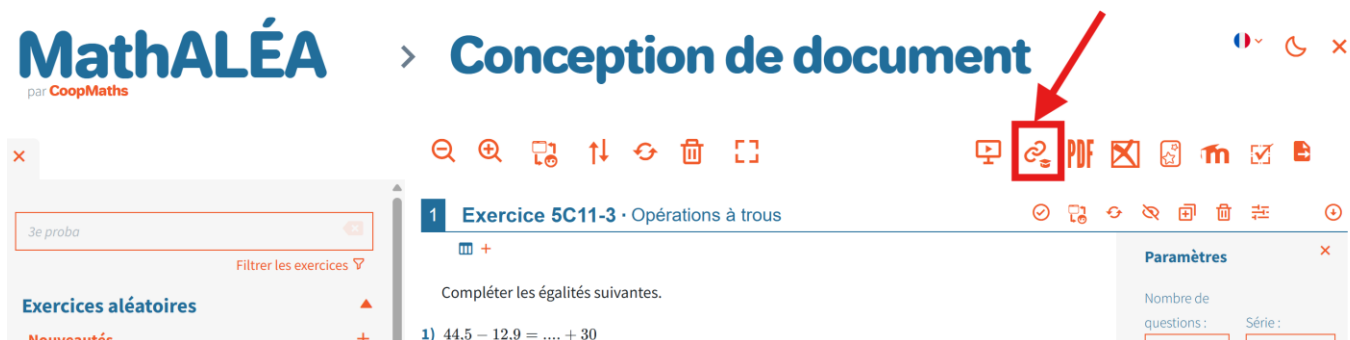 MathALÉA > Conception de document
par CoopMaths
PDF
3e proba
Filtrer les exercices
Exercices aléatoires
Nouveautés
1 Exercice 5C11-3 · Opérations à trous
Compléter les égalités suivantes.
1) 44.5 − 12.9 = .... + 30
Paramètres
Nombre de
questions : Série :